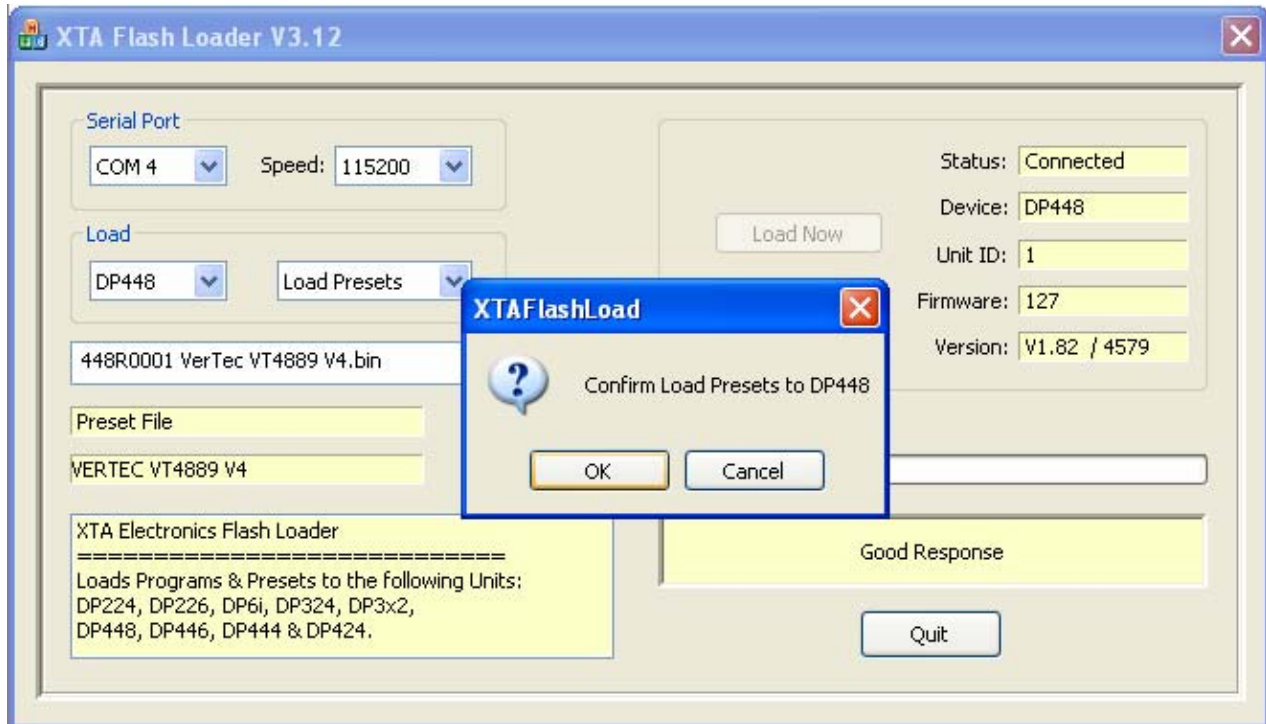 XTA Flash Loader V3.12
Serial Port
COM 4
Speed: 115200
Load
DP448
Load Presets
448R0001 VerTec VT4889 V4.bin
Preset File
VERTEC VT4889 V4
XTA Electronics Flash Loader
==============================
Loads Programs & Presets to the following Units:
DP224, DP226, DP6i, DP324, DP3x2,
DP448, DP446, DP444 & DP424.
Load Now
Status: Connected
Device: DP448
Unit ID: 1
Firmware: 127
Version: V1.82 / 4579
XTAFlashLoad
Confirm Load Presets to DP448
OK
Cancel
Good Response
Quit